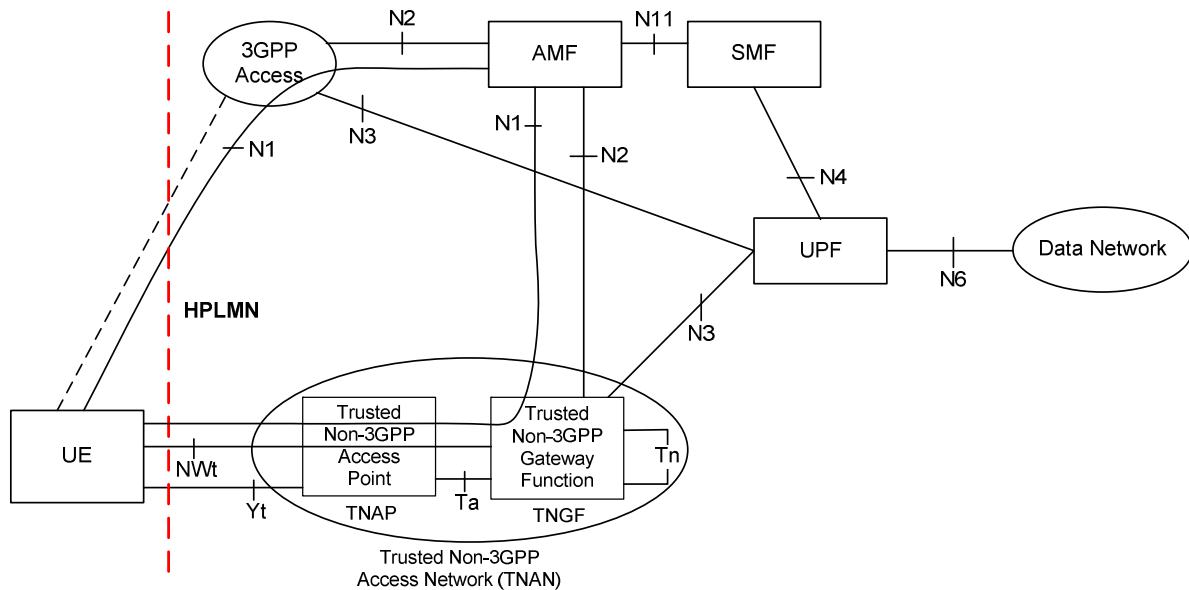 N2
N11
3GPP
Access
AMF
SMF
N1
N3
N1
N2
N4
UPF
Data Network
N6
HPLMN
N3
UE
NWt
Yt
Trusted
Non-3GPP
Access
Point
TNAP
Ta
Trusted
Non-3GPP
Gateway
Function
TNGF
Tn
Trusted Non-3GPP
Access Network (TNAN)